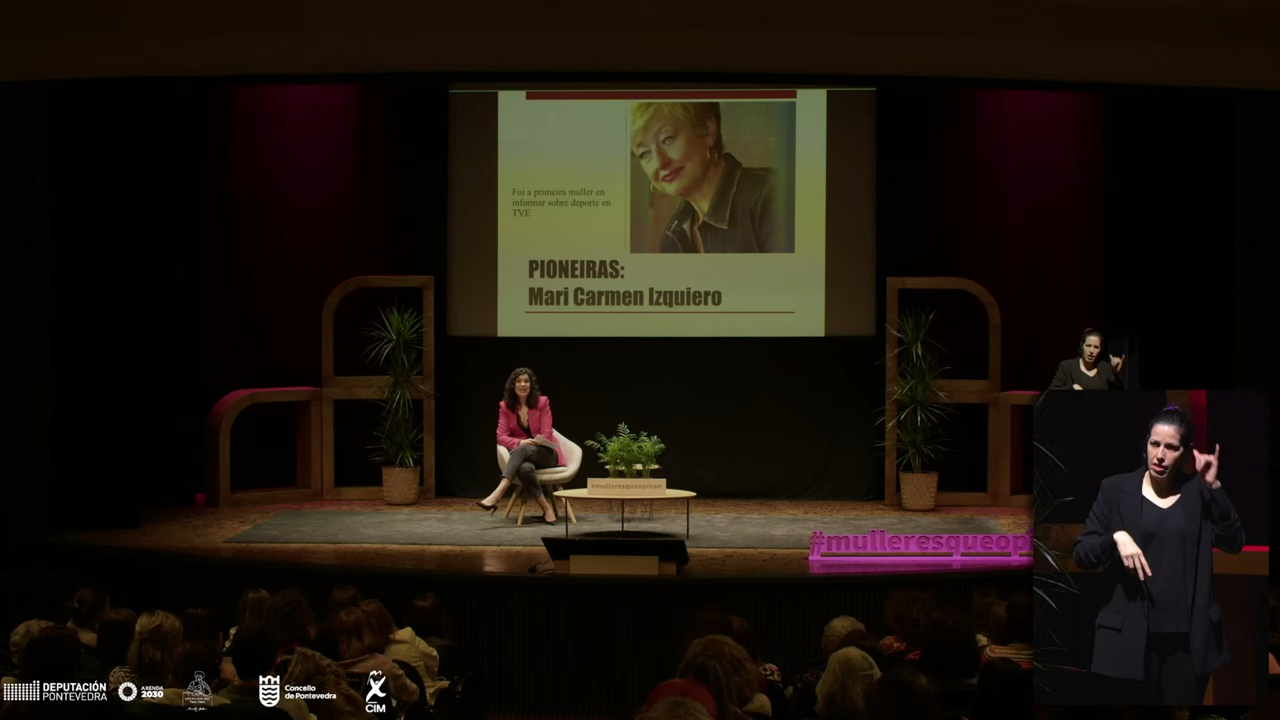 Foi a primeira muller en
informar sobre deporte en
TVE
PIONEIRAS:
Mari Carmen Izquiero
#mulleresqueopinan
#mulleresqueopi
DEPUTACIÓN
PONTEVEDRA
AXENDA
2030
Concello
de Pontevedra
CIM